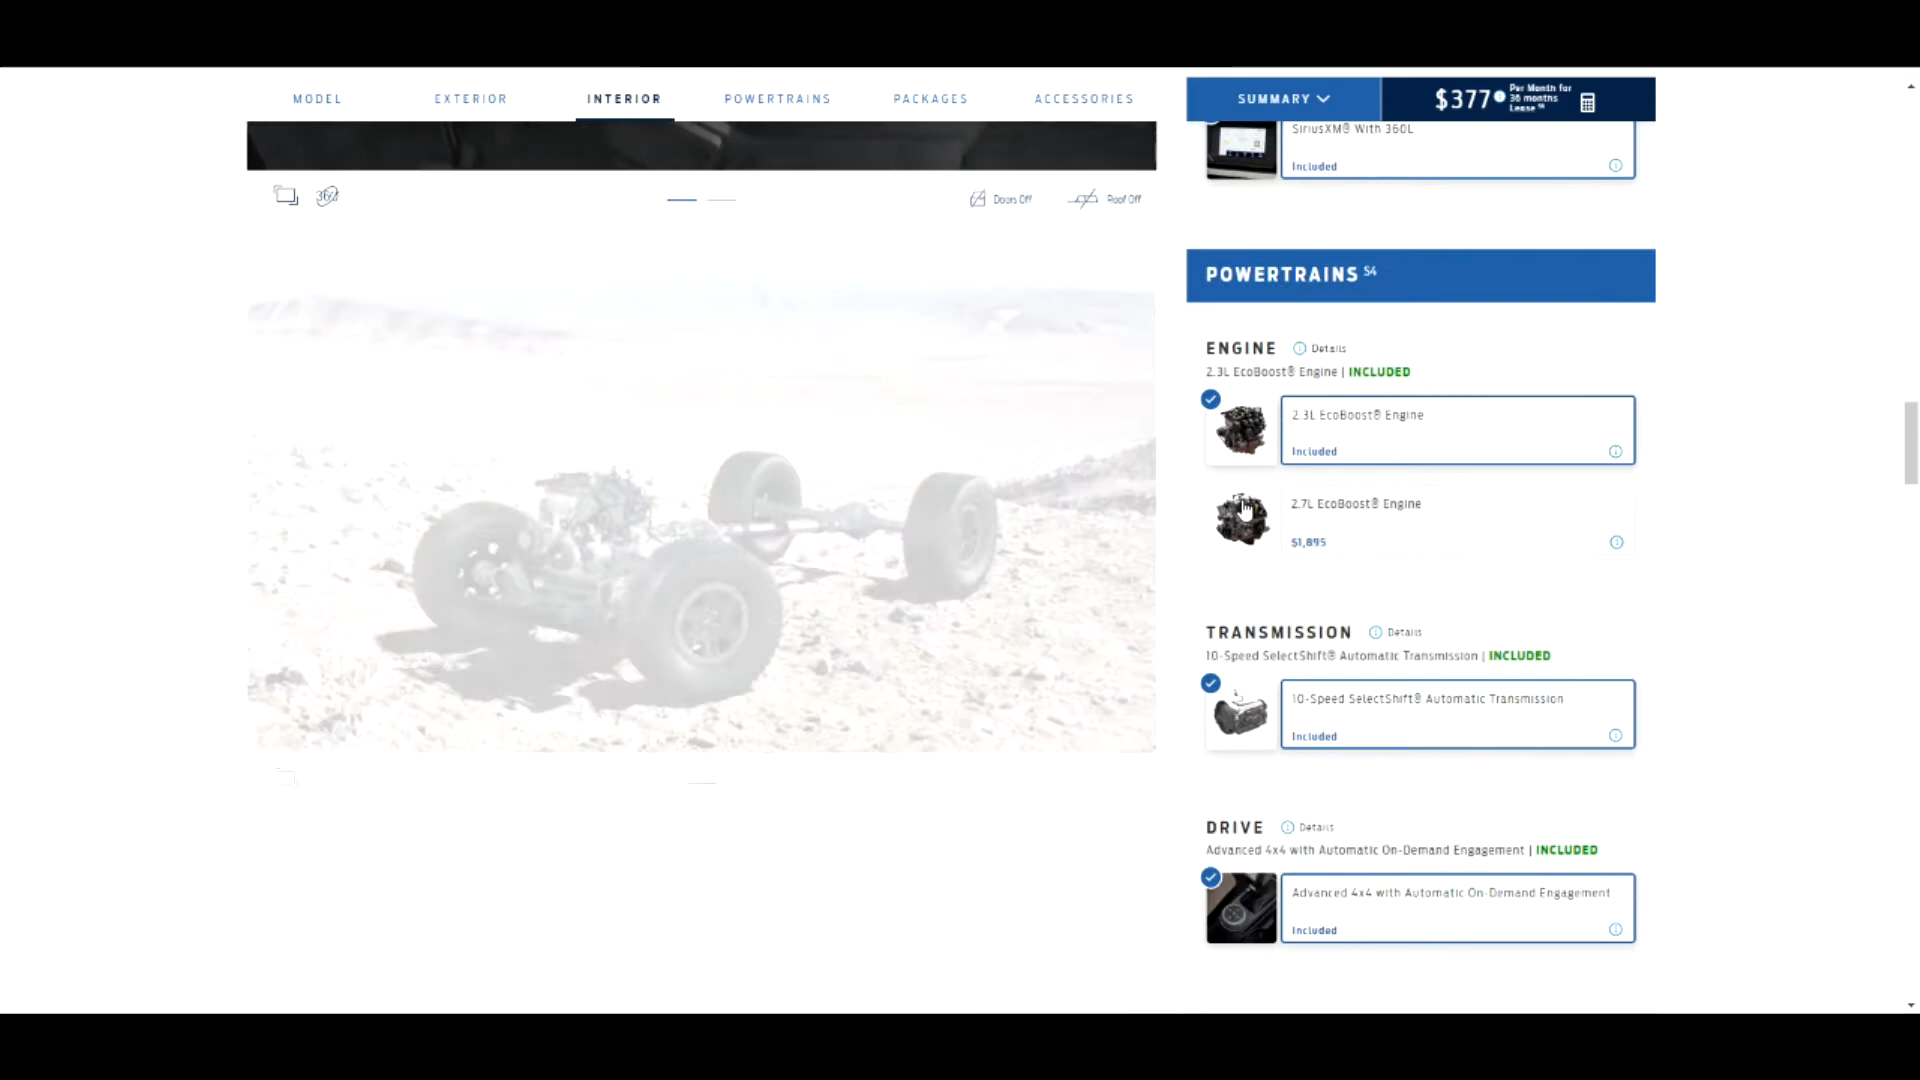 MODEL
EXTERIOR
INTERIOR
POWERTRAINS
PACKAGES
ACCESSORIES
SUMMARY
$377
Per Month for
36 months
Lease
SiriusXM® With 360L
Included
360°
Doors Off
Roof Off
POWERTRAINS S4
ENGINE
Details
2.3L EcoBoost® Engine | INCLUDED
2.3L EcoBoost® Engine
Included
2.7L EcoBoost® Engine
$1,895
TRANSMISSION
Details
10-Speed SelectShift® Automatic Transmission | INCLUDED
10-Speed SelectShift® Automatic Transmission
Included
DRIVE
Details
Advanced 4x4 with Automatic On-Demand Engagement | INCLUDED
Advanced 4x4 with Automatic On-Demand Engagement
Included